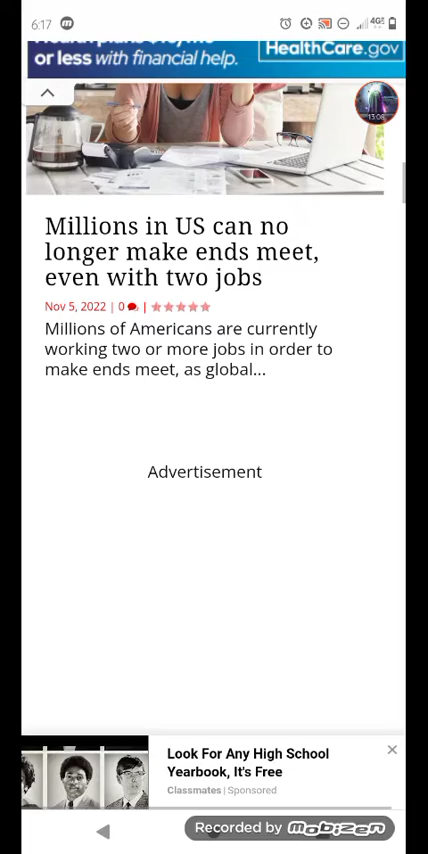 6:17
4G
or less with financial help.
HealthCare.gov
13:08
Millions in US can no
longer make ends meet,
even with two jobs
Nov 5, 2022 | 0 |
Millions of Americans are currently
working two or more jobs in order to
make ends meet, as global...
Advertisement
Look For Any High School
Yearbook, It's Free
Classmates | Sponsored
Recorded by mobizen